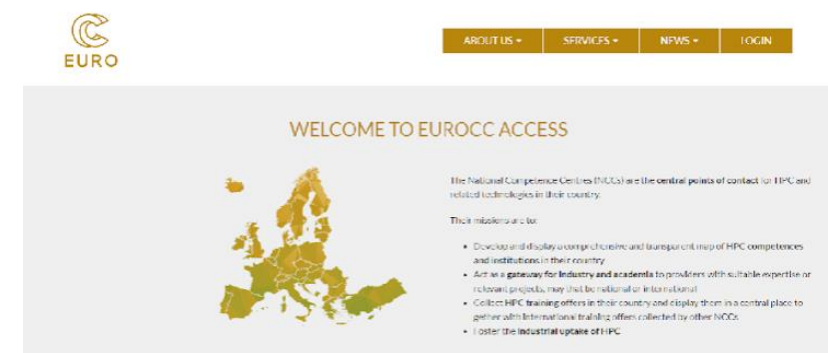 EURO
ABOUT US
SERVICES
NEWS
LOGIN
WELCOME TO EUROCC ACCESS
The National Competence Centres (NCCs) are the central points of contact for HPC and
related technologies in their country.
Their missions are to:
• Develop and display a comprehensive and transparent map of HPC competences
and institutions in their country
• Act as a gateway for industry and academia to providers with suitable expertise or
relevant projects, may that be national or international
• Collect HPC training offers in their country and display them in a central place to
gether with international training offers collected by other NCCs
• Foster the industrial uptake of HPC